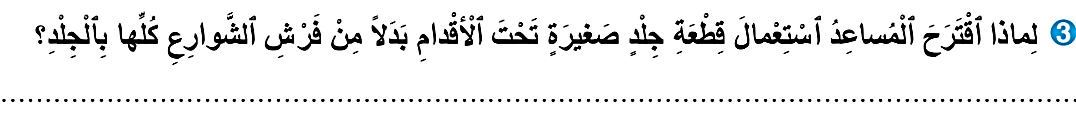 3 لِماذا ٱقْتَرَحَ ٱلْمُساعِدُ ٱسْتِعْمالَ قِطْعَةِ جِلْدٍ صَغيرَةٍ تَحْتَ ٱلْأَقْدامِ بَدَلاً مِنْ فَرْشِ ٱلشَّوارِعِ كُلِّها بِٱلْجِلْدِ؟